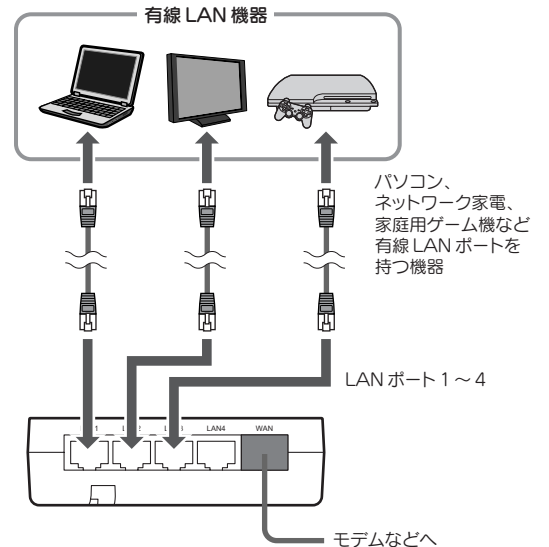 有線 LAN 機器
パソコン、
ネットワーク家電、
家庭用ゲーム機など
有線 LAN ポートを
持つ機器
LAN ポート 1 ~ 4
LAN4
WAN
モデムなどへ